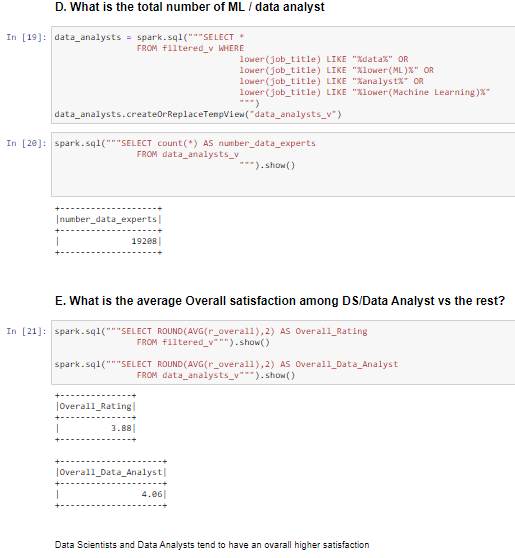 D. What is the total number of ML / data analyst
In [19]: data_analysts = spark.sql("""SELECT *
FROM filtered_v WHERE
lower(job_title) LIKE "%data%" OR
lower(job_title) LIKE "%lower(ML)%" OR
lower(job_title) LIKE "%analyst%" OR
lower(job_title) LIKE "%lower(Machine Learning)%"
""")
data_analysts.createOrReplaceTempView("data_analysts_v")
In [20]: spark.sql("""SELECT count(*) AS number_data_experts
FROM data_analysts_v
""").show()
+-------------------+
|number_data_experts|
+-------------------+
|              19208|
+-------------------+
E. What is the average Overall satisfaction among DS/Data Analyst vs the rest?
In [21]: spark.sql("""SELECT ROUND(AVG(r_overall),2) AS Overall_Rating
FROM filtered_v""").show()
spark.sql("""SELECT ROUND(AVG(r_overall),2) AS Overall_Data_Analyst
FROM data_analysts_v""").show()
+--------------+
|Overall_Rating|
+--------------+
|          3.88|
+--------------+
+--------------------+
|Overall_Data_Analyst|
+--------------------+
|                4.06|
+--------------------+
Data Scientists and Data Analysts tend to have an ovarall higher satisfaction